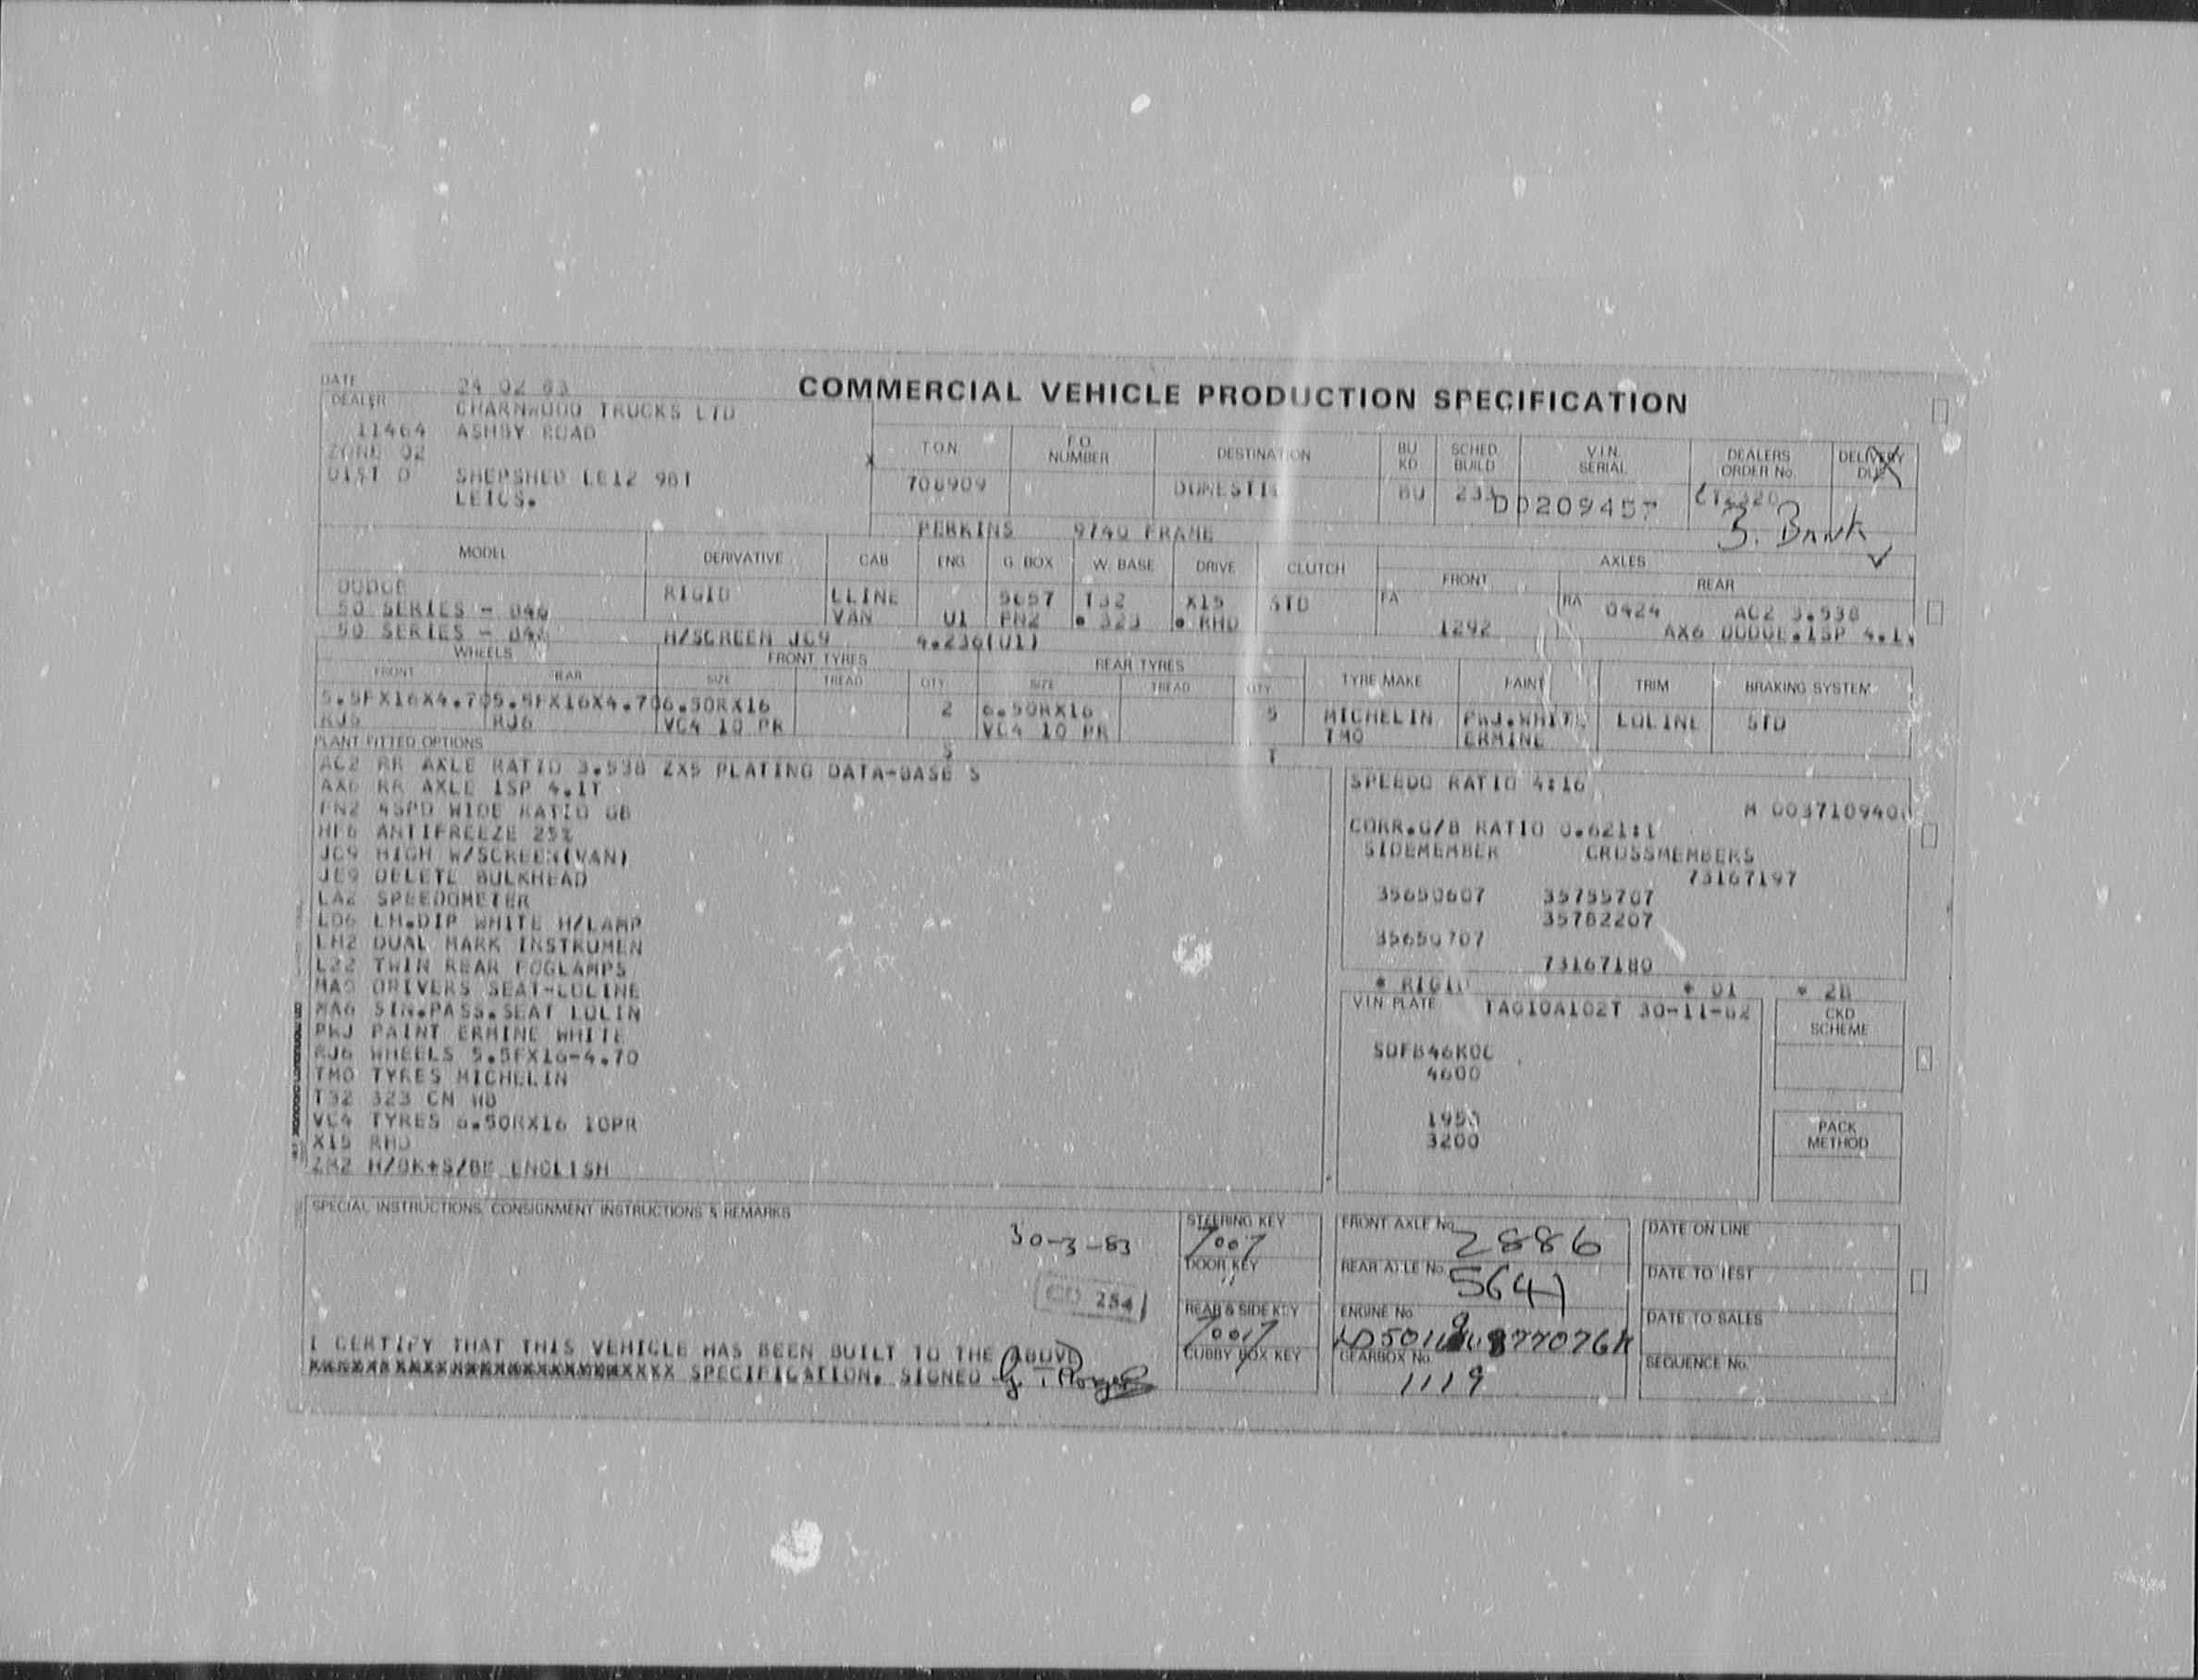 COMMERCIAL VEHICLE PRODUCTION SPECIFICATION
DATE 24 02 83
DEALER CHARNWOOD TRUCKS LTD
11464 ASHBY ROAD
ZONE 02
DIST D SHEPSHED LE12 9BT
LEICS.
T.O.N. F.O. NUMBER DESTINATION BU KD SCHED. BUILD V.I.N. SERIAL DEALERS ORDER No. DELIVERY DUE
708909 DOMESTIC BU 233 DD209457
PERKINS 9740 FRAME
MODEL DERIVATIVE CAB ENG G. BOX W. BASE DRIVE CLUTCH AXLES
FRONT REAR
DODGE RIGID LLINE 5657 T32 X15 STD FA RA 0424 AC2 3.538
50 SERIES - 046 VAN U1 FN2 * 323 * RHD 1292 AX6 DODGE.1SP 4.1
50 SERIES - H/SCREEN JC9 4.236(U1)
WHEELS FRONT TYRES REAR TYRES TYRE MAKE PAINT TRIM BRAKING SYSTEM
FRONT REAR SIZE TREAD QTY SIZE TREAD QTY
5.5FX16X4.70 5.5FX16X4.70 6.50RX16 2 6.50RX16 5 MICHELIN PWJ.WHITE LOLINE STD
RJ6 RJ6 VC4 10 PR VC4 10 PR TMO ERMINE
PLANT FITTED OPTIONS S T
AC2 RR AXLE RATIO 3.538 ZX5 PLATING DATA-BASE S
AX6 RR AXLE 1SP 4.1T
FN2 4SPD WIDE RATIO GB
HF6 ANTIFREEZE 25%
JC9 HIGH W/SCREEN(VAN)
JE9 DELETE BULKHEAD
LA2 SPEEDOMETER
LD6 LH.DIP WHITE H/LAMP
LH2 DUAL MARK INSTRUMEN
L22 TWIN REAR FOGLAMPS
MA5 DRIVERS SEAT-LOLINE
MA6 SIN.PASS.SEAT LOLIN
PWJ PAINT ERMINE WHITE
RJ6 WHEELS 5.5FX16-4.70
TMO TYRES MICHELIN
T32 323 CM WB
VC4 TYRES 6.50RX16 10PR
X15 RHD
ZM2 H/BK+S/BK ENGLISH
SPEEDO RATIO 4:16
M 003710940
CORR.G/B RATIO 0.621:1
SIDEMEMBER CROSSMEMBERS
73167197
35650607 35755707
35782207
35650707
73167180
* RIGID * 01 * 28
VIN PLATE TAG10A102T 30-11-82
CKD SCHEME
4600
1950
3200
PACK METHOD
SPECIAL INSTRUCTIONS, CONSIGNMENT INSTRUCTIONS & REMARKS
30-3-83
254
I CERTIFY THAT THIS VEHICLE HAS BEEN BUILT TO THE ABOVE
SPECIFICATION. SIGNED
STEERING KEY
7007
DOOR KEY
"
REAR & SIDE KEY
7007
CUBBY BOX KEY
FRONT AXLE No. 2886
REAR AXLE No. 5641
ENGINE No.
GEARBOX No.
1119
DATE ON LINE
DATE TO TEST
DATE TO SALES
SEQUENCE No.